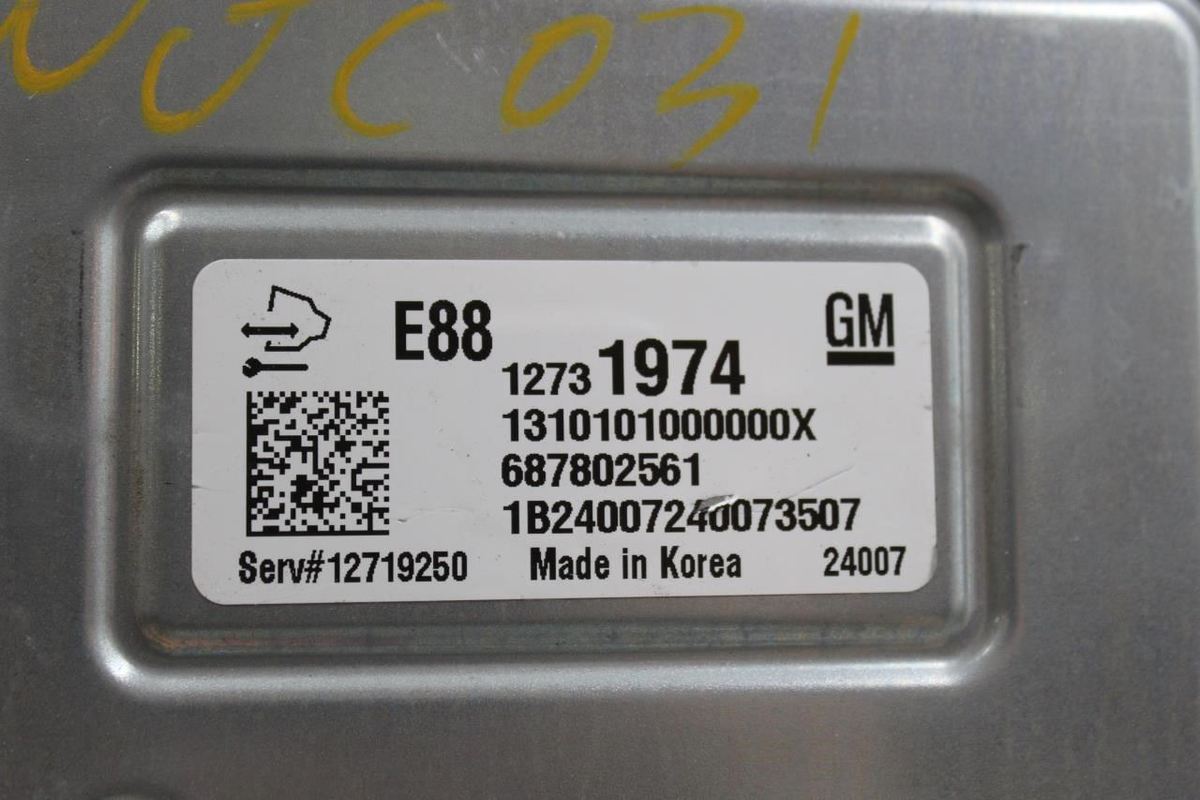 NJC031
E88
GM
12731974
1310101000000X
687802561
1B24007240073507
Serv#12719250 Made in Korea 24007